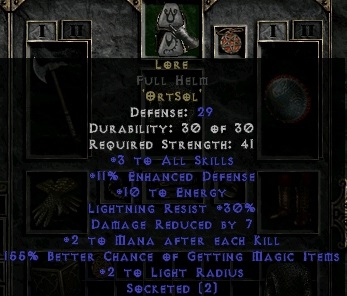 I
II
I
II
Lore
Full Helm
'OrtSol'
Defense: 29
Durability: 30 of 30
Required Strength: 41
+3 to All Skills
+11% Enhanced Defense
+10 to Energy
Lightning Resist +30%
Damage Reduced by 7
+2 to Mana after each Kill
166% Better Chance of Getting Magic Items
+2 to Light Radius
Socketed (2)